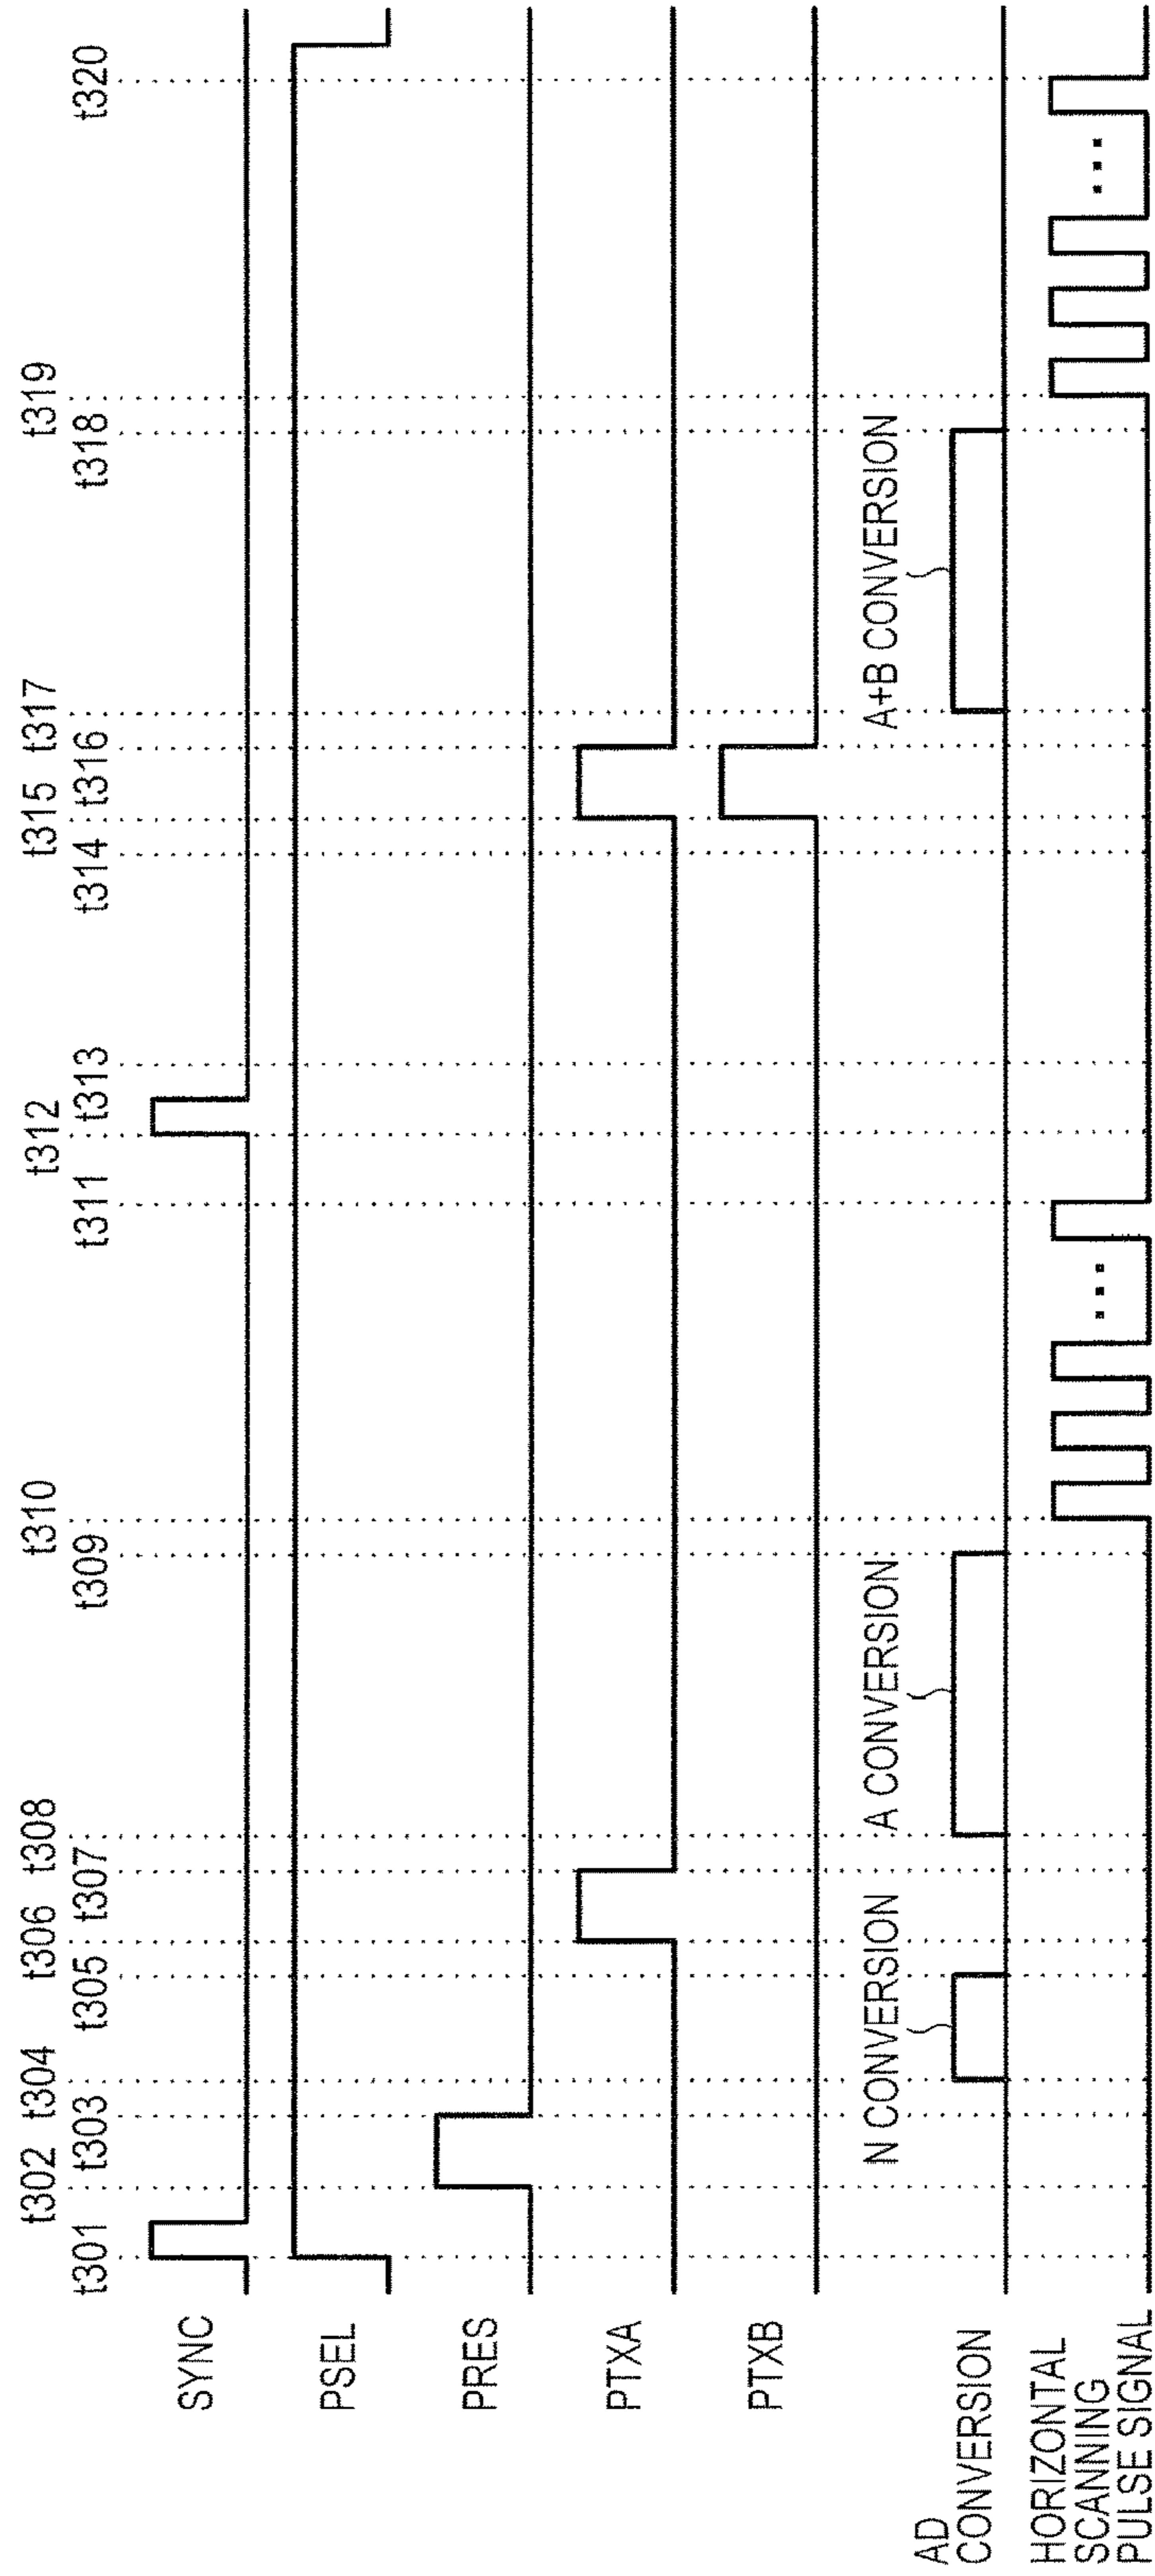 t302 t304 t306 t308 t310 t312 t315 t317 t319
t301 t303 t305 t307 t309 t311 t313 t314 t316 t318 t320
SYNC
PSEL
PRES
PTXA
PTXB
N CONVERSION A CONVERSION A+B CONVERSION
AD
CONVERSION
HORIZONTAL
SCANNING
PULSE SIGNAL